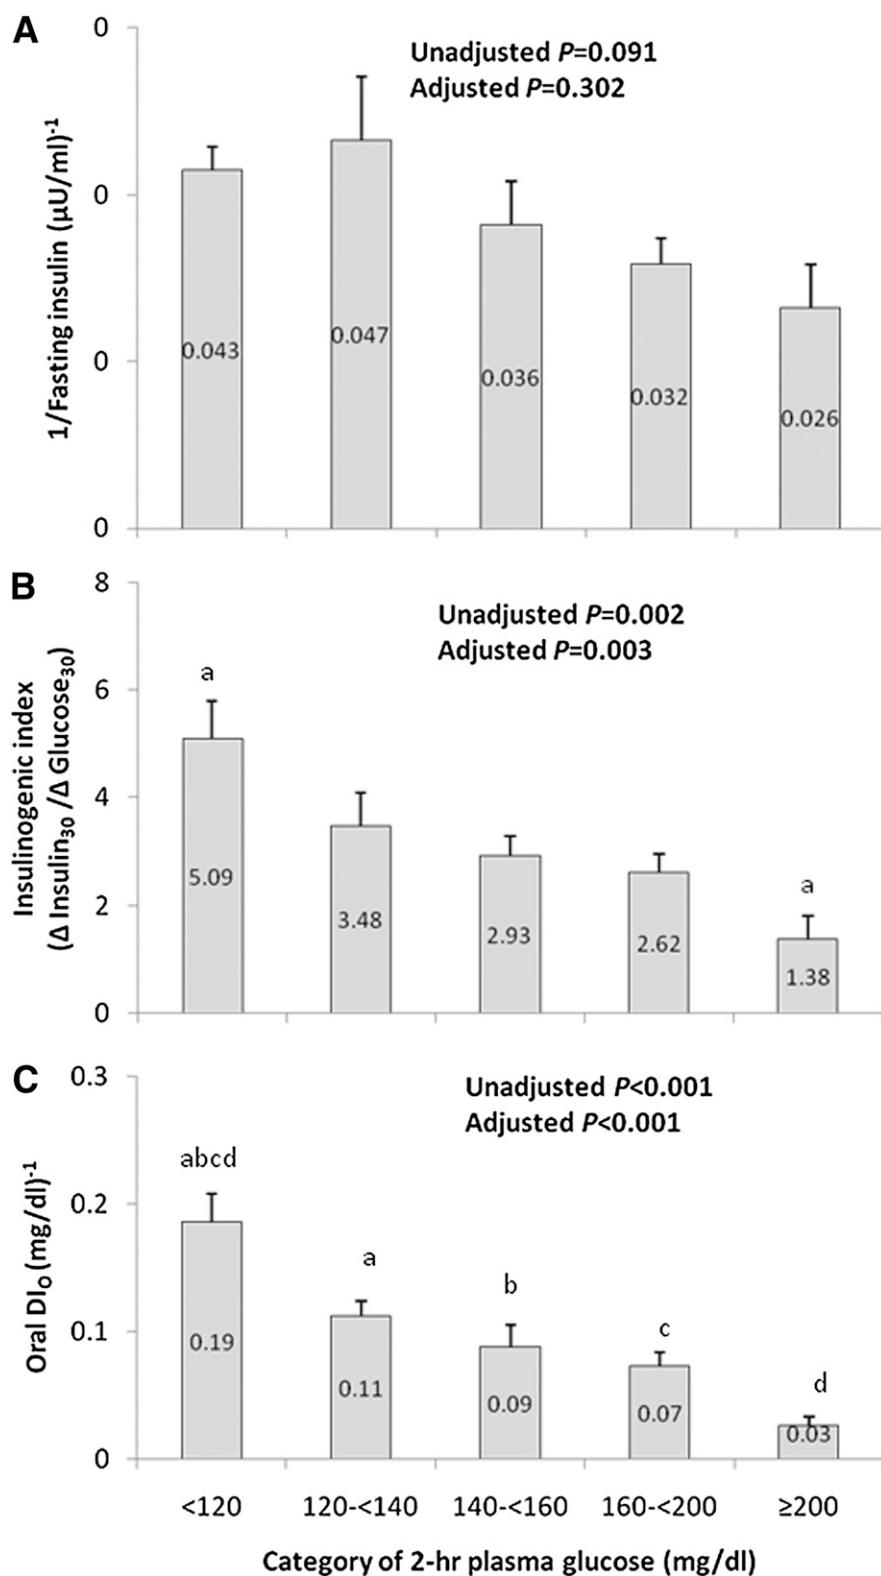 A
0
Unadjusted P=0.091
Adjusted P=0.302
1/Fasting insulin (µU/ml)-1
0
0
0
0.043
0.047
0.036
0.032
0.026
B
8
Unadjusted P=0.002
Adjusted P=0.003
Insulinogenic index
(Δ Insulin30 /Δ Glucose30)
6
4
2
0
a
a
5.09
3.48
2.93
2.62
1.38
C
0.3
Unadjusted P<0.001
Adjusted P<0.001
Oral DIO (mg/dl)-1
0.2
0.1
0
abcd
a
b
c
d
0.19
0.11
0.09
0.07
0.03
<120 120-<140 140-<160 160-<200 ≥200
Category of 2-hr plasma glucose (mg/dl)